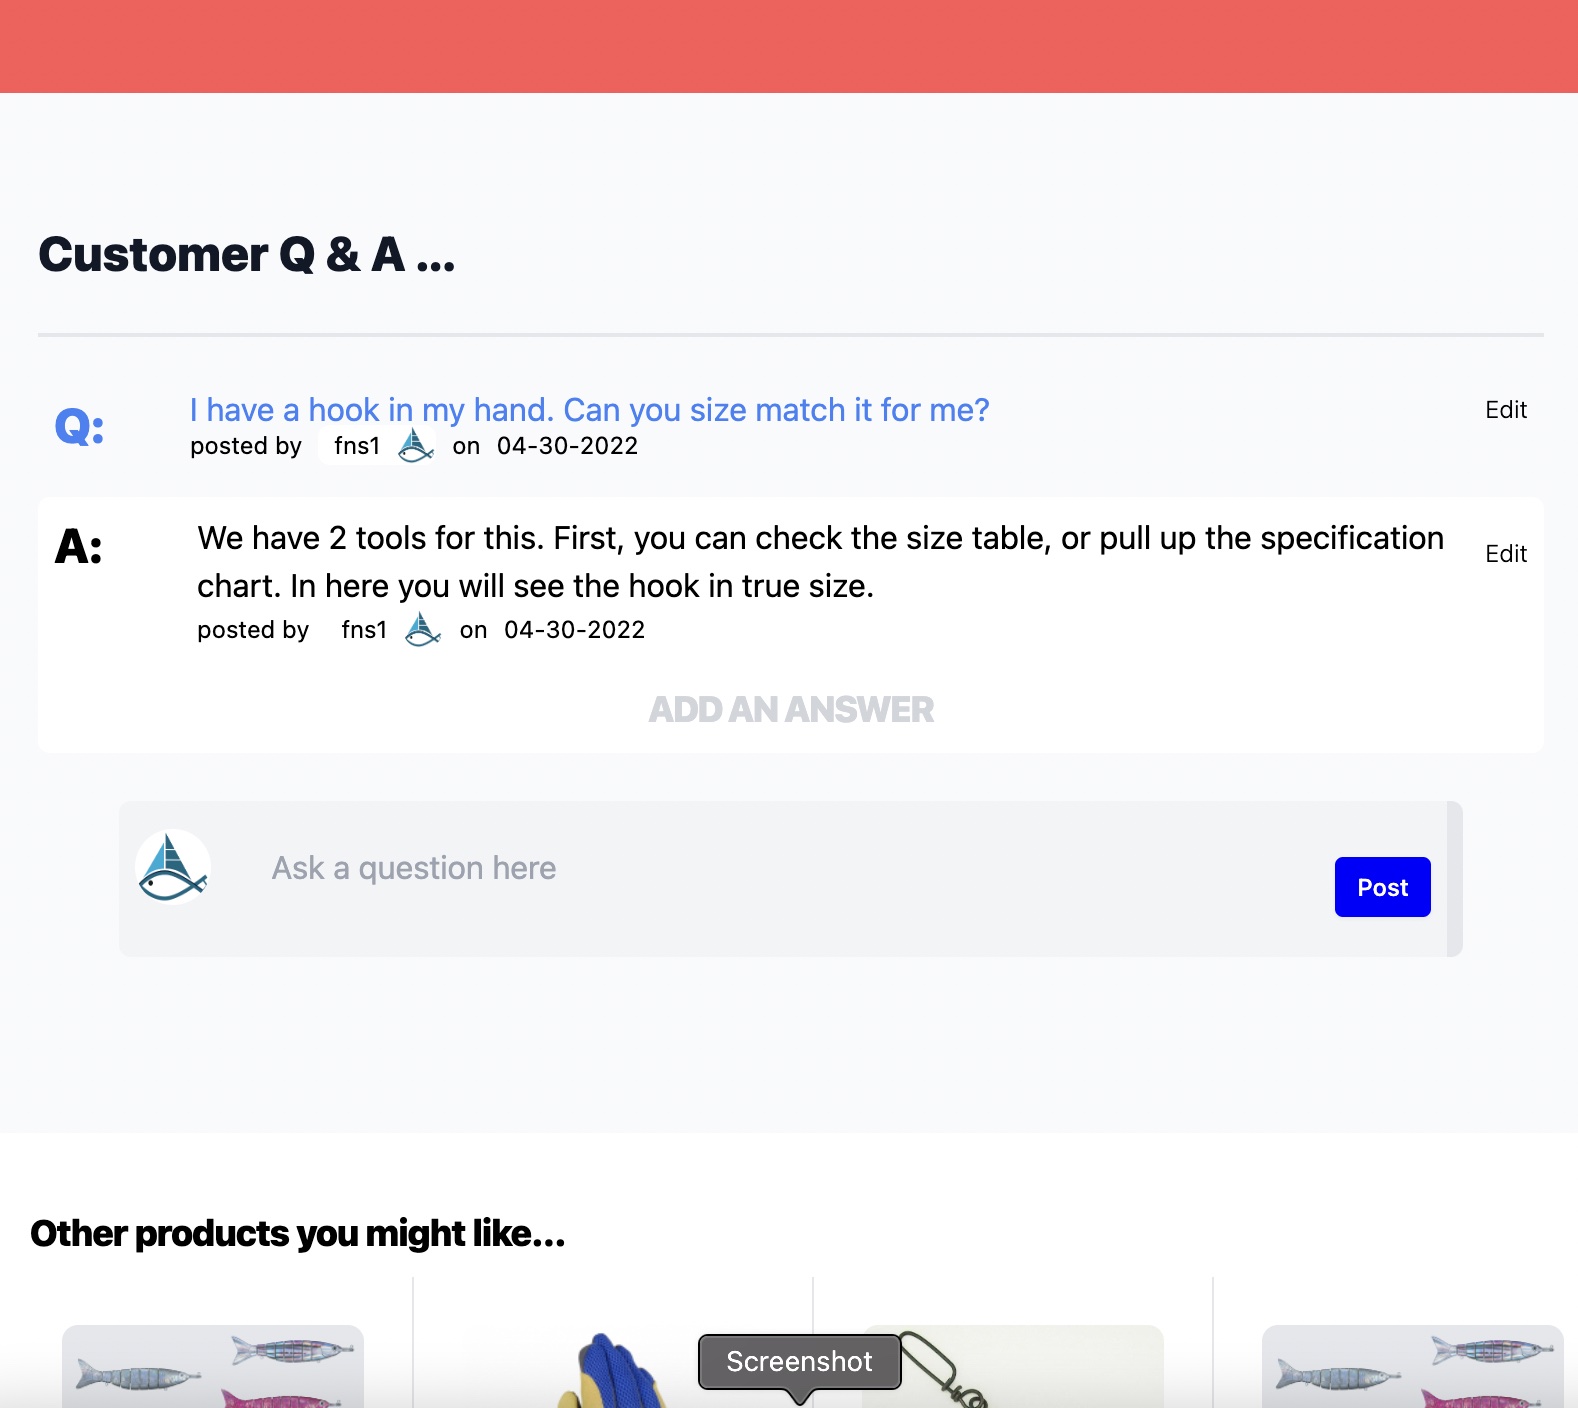 Customer Q & A ...
Q:
I have a hook in my hand. Can you size match it for me?
Edit
posted by fns1 on 04-30-2022
A:
We have 2 tools for this. First, you can check the size table, or pull up the specification
Edit
chart. In here you will see the hook in true size.
posted by fns1 on 04-30-2022
ADD AN ANSWER
Ask a question here
Post
Other products you might like...
Screenshot